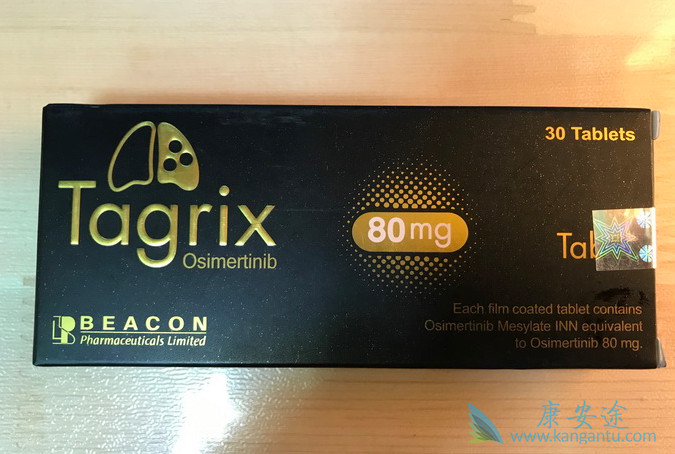 30 Tablets
Tagrix
Osimertinib
80mg
BEACON
Pharmaceuticals Limited
Each film coated tablet contains
Osimertinib Mesylate INN equivalent
to Osimertinib 80 mg.
康安途
www.kangantu.com